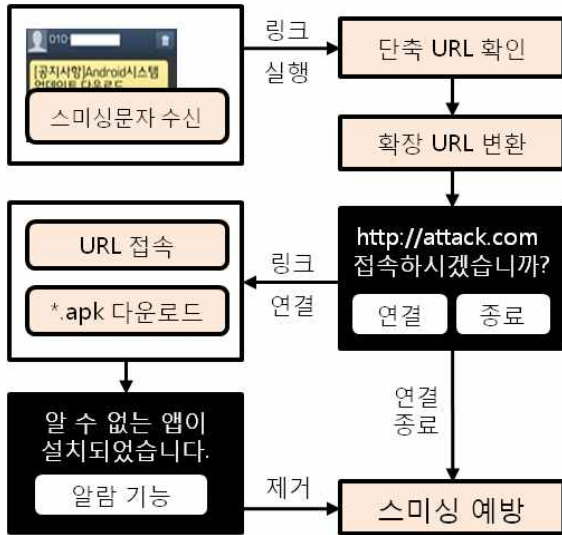 010-
[공지사항]Android시스템
업데이트 다운로드
스미싱문자 수신
링크
실행
단축 URL 확인
확장 URL 변환
http://attack.com
접속하시겠습니까?
연결
종료
링크
연결
URL 접속
*.apk 다운로드
알 수 없는 앱이
설치되었습니다.
알람 기능
제거
연결
종료
스미싱 예방